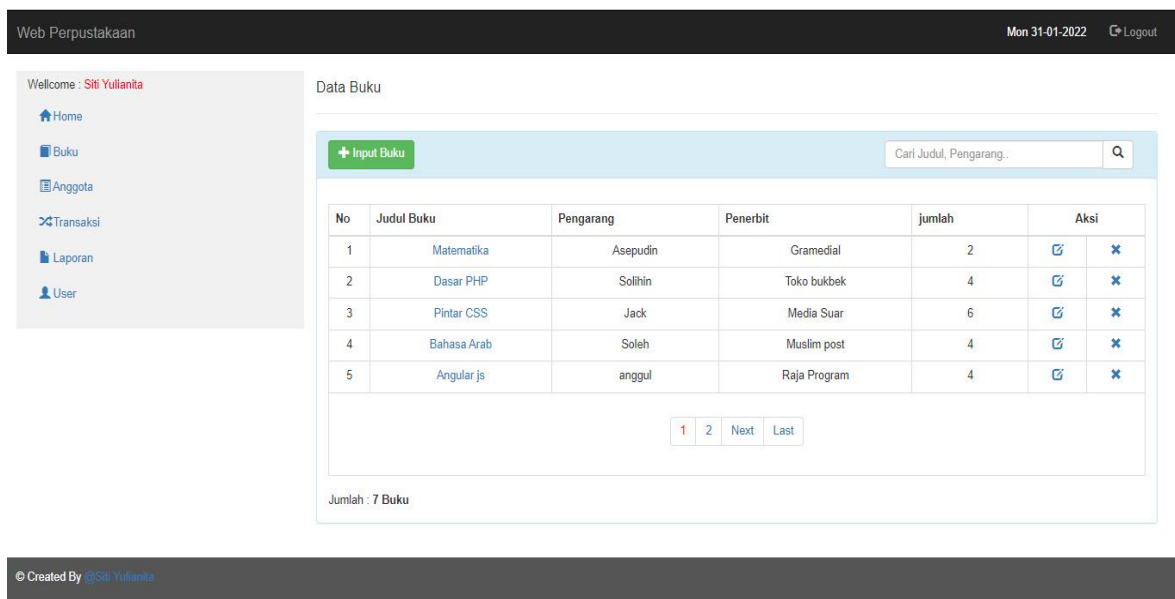 Web Perpustakaan Mon 31-01-2022 Logout
Wellcome : Siti Yulianita
Home
Buku
Anggota
Transaksi
Laporan
User
Data Buku
Input Buku Cari Judul, Pengarang..
No Judul Buku Pengarang Penerbit jumlah Aksi
1 Matematika Asepudin Gramedial 2
2 Dasar PHP Solihin Toko bukbek 4
3 Pintar CSS Jack Media Suar 6
4 Bahasa Arab Soleh Muslim post 4
5 Angular js anggul Raja Program 4
1 2 Next Last
Jumlah : 7 Buku
© Created By @Siti Yulianita